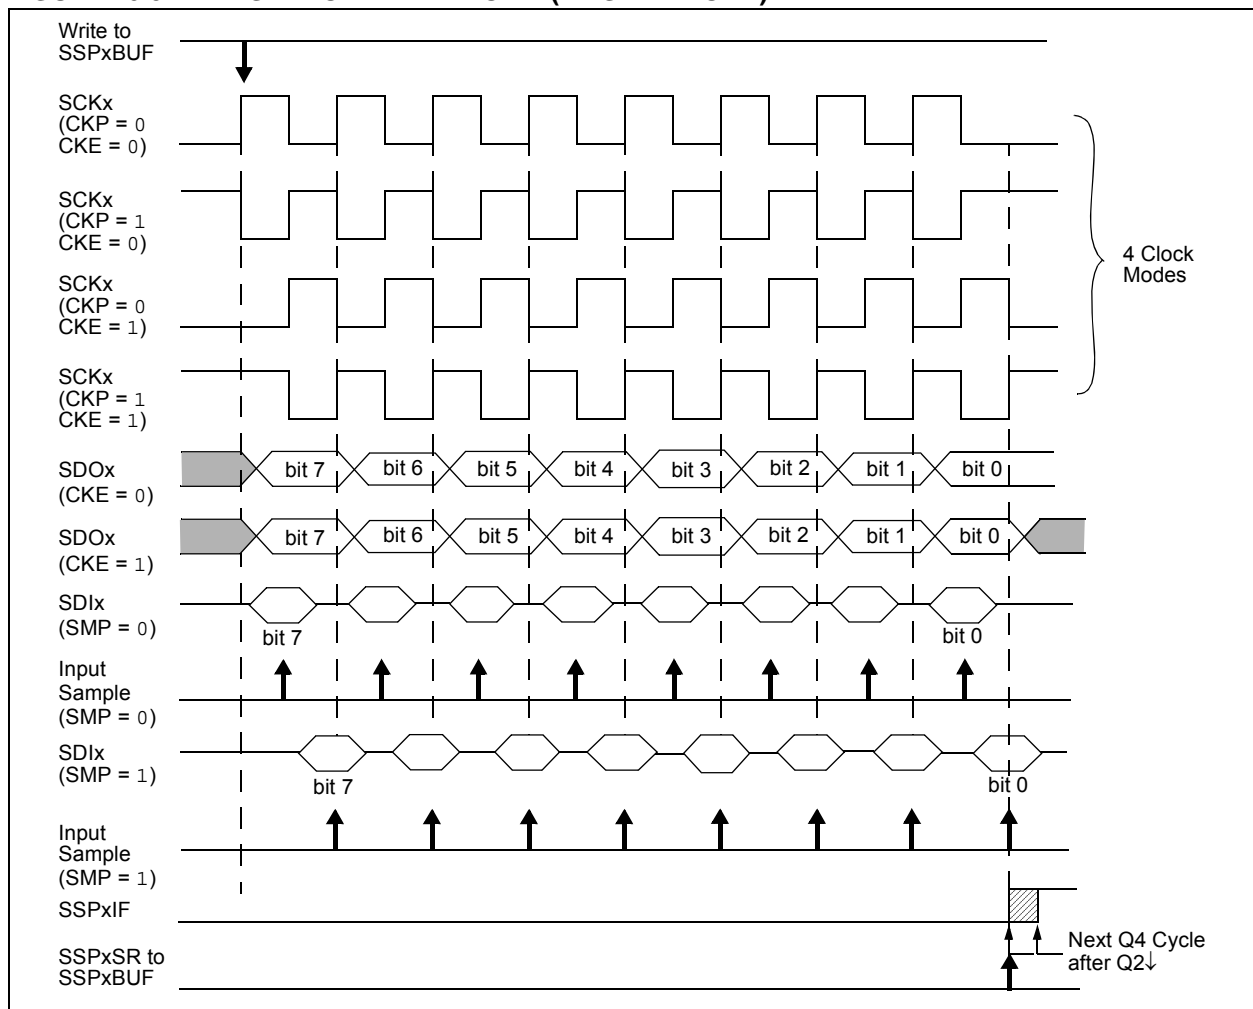 Write to
SSPxBUF
SCKx
(CKP = 0
CKE = 0)
SCKx
(CKP = 1
CKE = 0)
SCKx
(CKP = 0
CKE = 1)
SCKx
(CKP = 1
CKE = 1)
4 Clock
Modes
SDOx
(CKE = 0)
bit 7 bit 6 bit 5 bit 4 bit 3 bit 2 bit 1 bit 0
SDOx
(CKE = 1)
bit 7 bit 6 bit 5 bit 4 bit 3 bit 2 bit 1 bit 0
SDIx
(SMP = 0)
bit 7 bit 0
Input
Sample
(SMP = 0)
SDIx
(SMP = 1)
bit 7 bit 0
Input
Sample
(SMP = 1)
SSPxIF
SSPxSR to
SSPxBUF
Next Q4 Cycle
after Q2↓